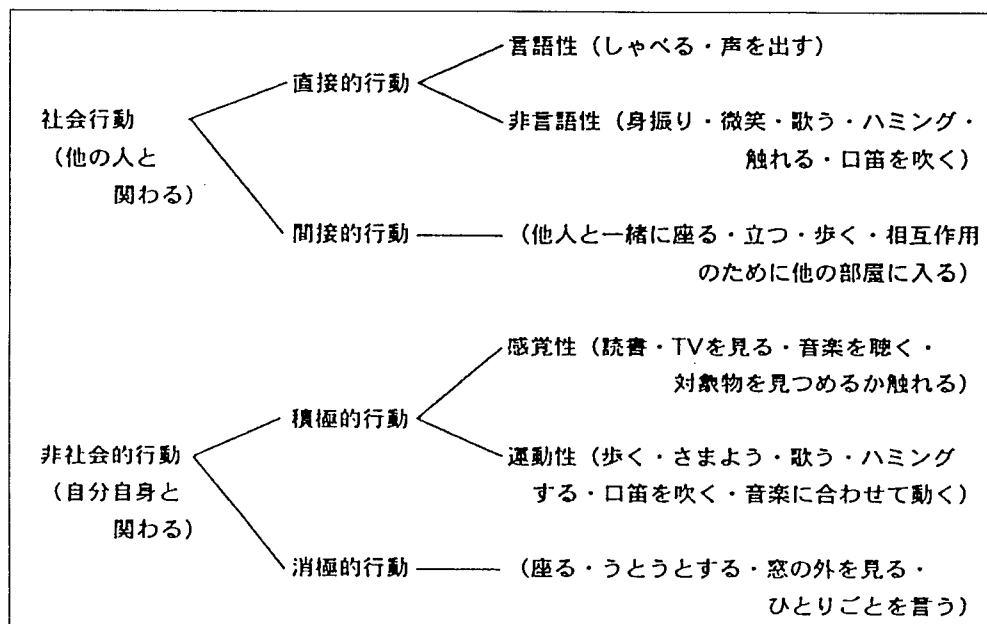 言語性（しゃべる・声を出す）
直接的行動
社会行動
非言語性（身振り・微笑・歌う・ハミング・
（他の人と
触れる・口笛を吹く）
関わる）
間接的行動
（他人と一緒に座る・立つ・歩く・相互作用
のために他の部屋に入る）
感覚性（読書・TVを見る・音楽を聴く・
対象物を見つめるか触れる）
積極的行動
非社会的行動
運動性（歩く・さまよう・歌う・ハミング
（自分自身と
する・口笛を吹く・音楽に合わせて動く）
関わる）
消極的行動
（座る・うとうとする・窓の外を見る・
ひとりごとを言う）